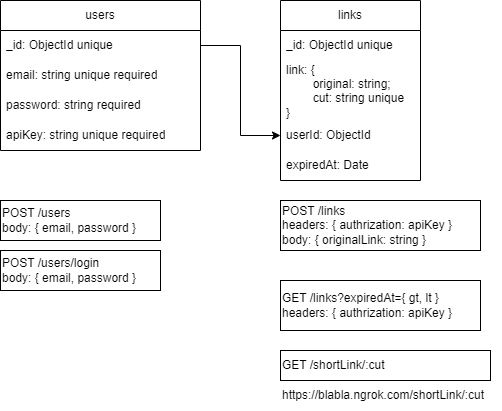 users
_id: ObjectId unique
email: string unique required
password: string required
apiKey: string unique required
links
_id: ObjectId unique
link: {
original: string;
cut: string unique
}
userId: ObjectId
expiredAt: Date
POST /users
body: { email, password }
POST /users/login
body: { email, password }
POST /links
headers: { authrization: apiKey }
body: { originalLink: string }
GET /links?expiredAt={ gt, lt }
headers: { authrization: apiKey }
GET /shortLink/:cut
https://blabla.ngrok.com/shortLink/:cut